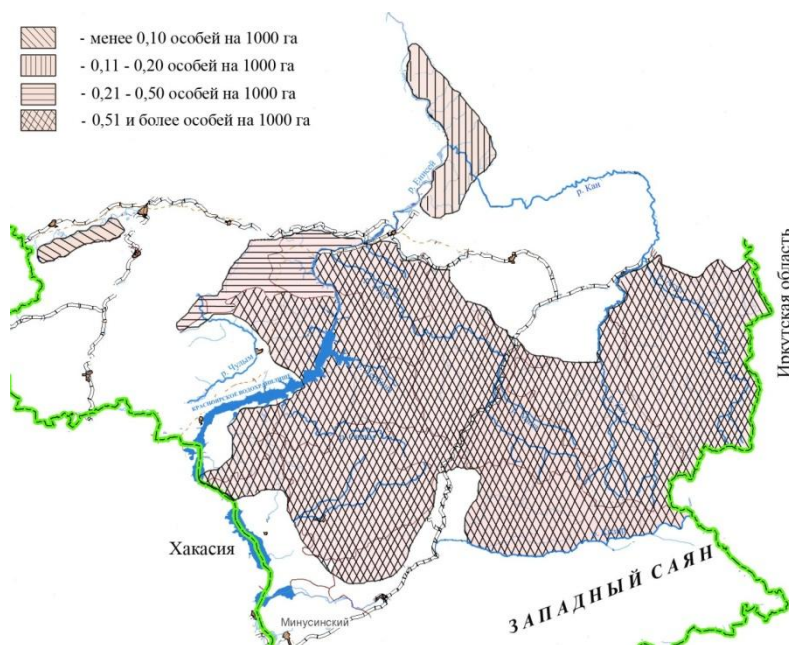 - менее 0,10 особей на 1000 га
- 0,11 - 0,20 особей на 1000 га
- 0,21 - 0,50 особей на 1000 га
- 0,51 и более особей на 1000 га
р. Енисей
р. Кан
Иркутская область
р. Чулым
КРАСНОЯРСКОЕ ВОДОХРАНИЛИЩЕ
Хакасия
ЗАПАДНЫЙ САЯН
Минусинский